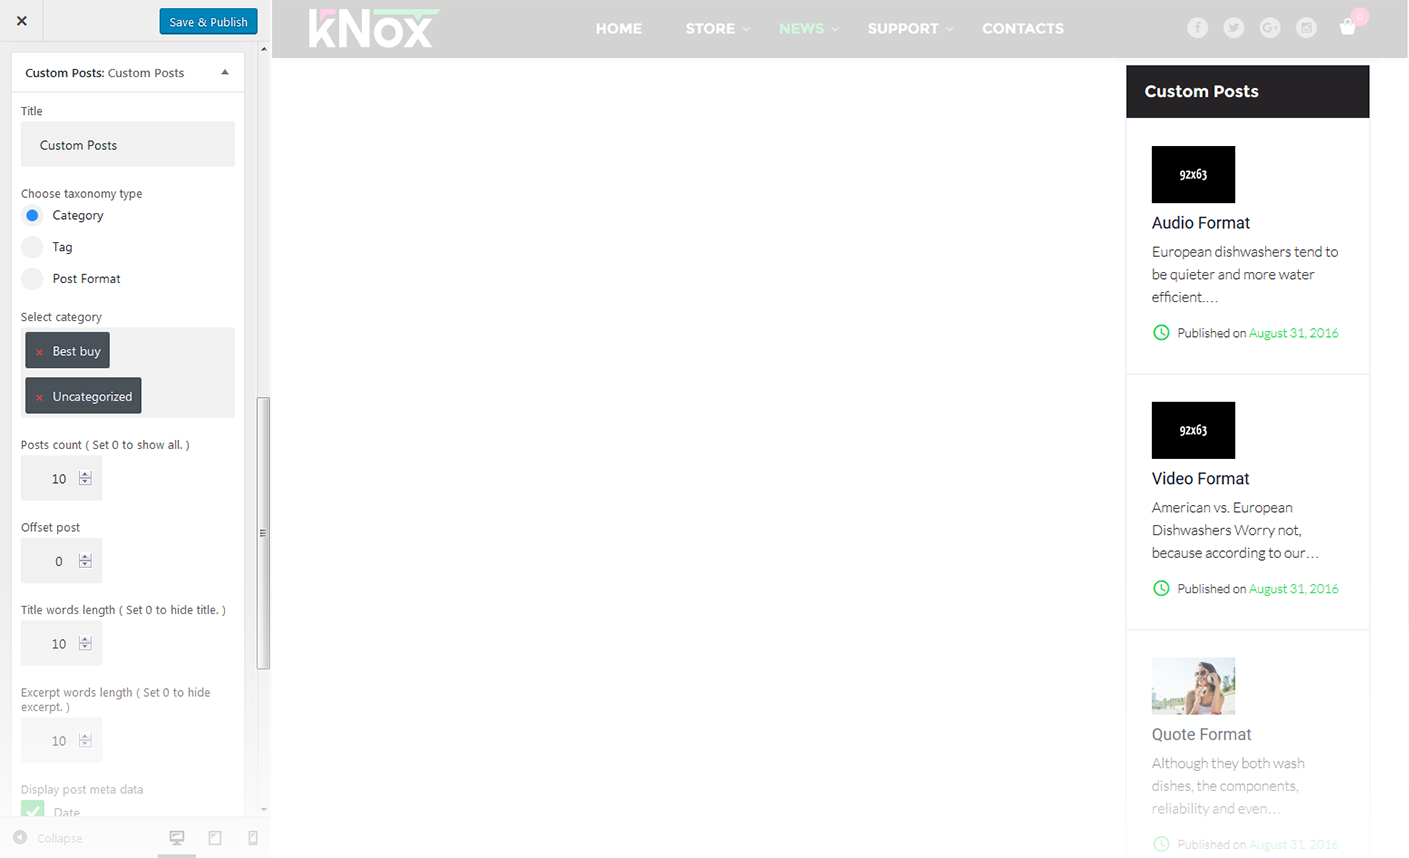 Save & Publish
Custom Posts: Custom Posts
Title
Custom Posts
Choose taxonomy type
Category
Tag
Post Format
Select category
× Best buy
× Uncategorized
Posts count ( Set 0 to show all. )
10
Offset post
0
Title words length ( Set 0 to hide title. )
10
Excerpt words length ( Set 0 to hide
excerpt. )
10
Display post meta data
Date
Collapse
KNOX
HOME STORE NEWS SUPPORT CONTACTS
0
Custom Posts
92x63
Audio Format
European dishwashers tend to
be quieter and more water
efficient.…
Published on August 31, 2016
92x63
Video Format
American vs. European
Dishwashers Worry not,
because according to our…
Published on August 31, 2016
Quote Format
Although they both wash
dishes, the components,
reliability and even…
Published on August 31, 2016